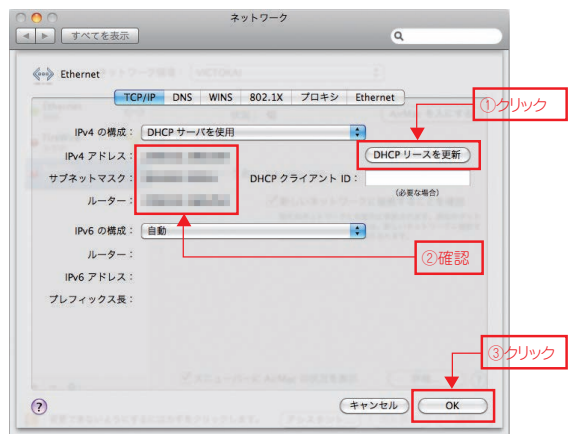 ネットワーク
すべてを表示
Ethernet
TCP/IP DNS WINS 802.1X プロキシ Ethernet
①クリック
IPv4 の構成： DHCP サーバを使用
IPv4 アドレス： DHCP リースを更新
サブネットマスク： DHCP クライアント ID：
ルーター： （必要な場合）
IPv6 の構成： 自動
②確認
ルーター：
IPv6 アドレス：
プレフィックス長：
③クリック
? キャンセル OK